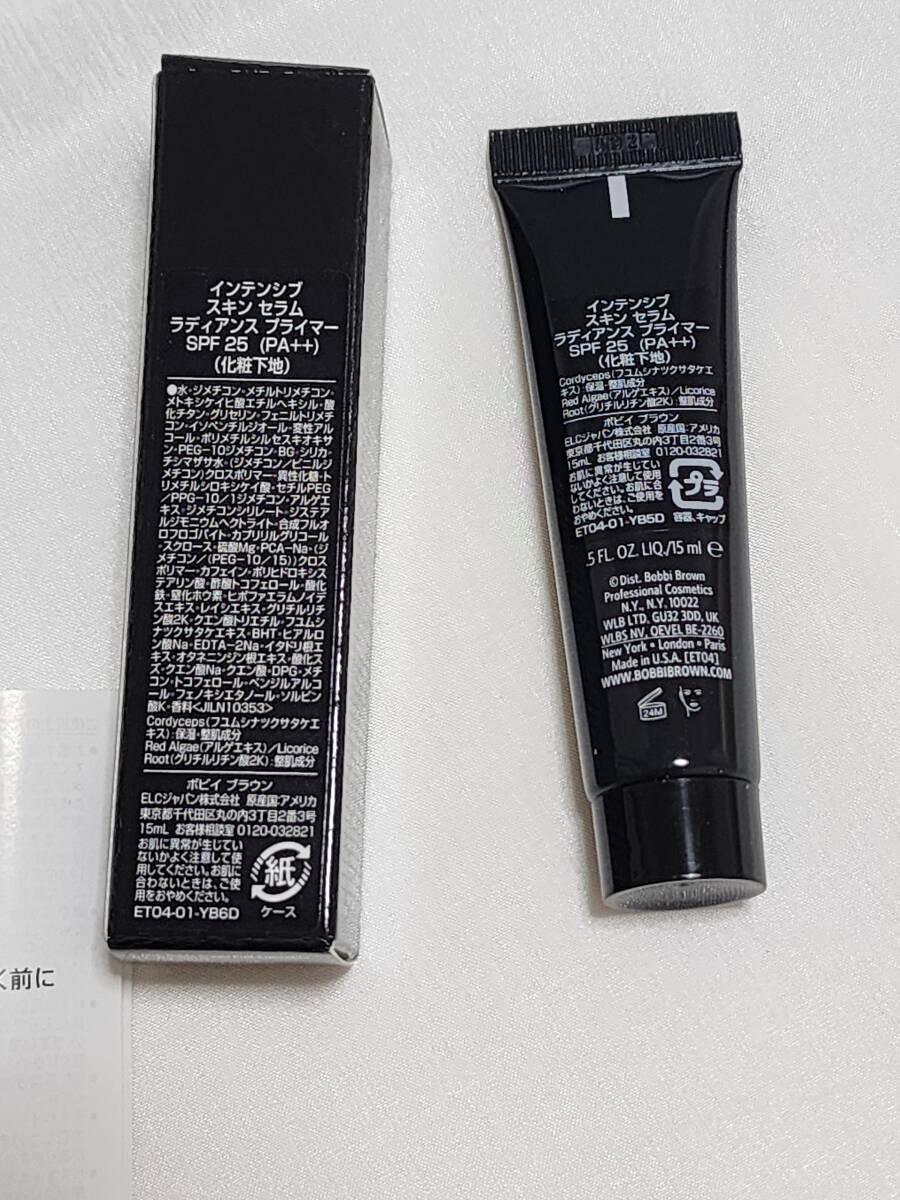 インテンシブ
スキン セラム
ラディアンス プライマー
SPF 25 (PA++)
(化粧下地)
●水・ジメチコン・メチルトリメチコン・
メトキシケイヒ酸エチルヘキシル・酸
化チタン・グリセリン・フェニルトリメチ
コン・イソペンチルジオール・変性アル
コール・ポリメチルシルセスキオキサ
ン・PEG-10ジメチコン・BG・シリカ・
チシマザサ水・(ジメチコン/ビニルジ
メチコン)クロスポリマー・異性化糖・ト
リメチルシロキシケイ酸・セチルPEG
/PPG-10/1ジメチコン・アルゲエ
キス・ジメチコンシリレート・ジステア
ルジモニウムヘクトライト・合成フルオ
ロフロゴパイト・カプリリルグリコール
・スクロース・硫酸Mg・PCA-Na・(ジ
メチコン/(PEG-10/15))クロス
ポリマー・カフェイン・ポリヒドロキシス
テアリン酸・酢酸トコフェロール・酸化
鉄・窒化ホウ素・ヒポファエラムノイデ
スエキス・レイシエキス・グリチルリチ
ン酸2K・クエン酸トリエチル・フユムシ
ナツクサタケエキス・BHT・ヒアルロ
ン酸Na・EDTA-2Na・イタドリ根エ
キス・オタネニンジン根エキス・酸化ス
ズ・クエン酸Na・クエン酸・DPG・メチ
コン・トコフェロール・ベンジルアルコ
ール・フェノキシエタノール・ソルビン
酸K・香料<JILN10353>
Cordyceps(フユムシナツクサタケエ
キス):保湿・整肌成分
Red Algae(アルゲエキス)/Licorice
Root(グリチルリチン酸2K):整肌成分
ボビイ ブラウン
ELCジャパン株式会社 原産国:アメリカ
東京都千代田区丸の内3丁目2番3号
15mL お客様相談室 0120-032821
お肌に異常が生じてい
ないかよく注意して使
用してください。お肌に
合わないときは、ご使
用をおやめください。
ET04-01-YB6D
紙
ケース
インテンシブ
スキン セラム
ラディアンス プライマー
SPF 25 (PA++)
(化粧下地)
Cordyceps(フユムシナツクサタケエ
キス):保湿・整肌成分
Red Algae(アルゲエキス)/Licorice
Root(グリチルリチン酸2K):整肌成分
ボビイ ブラウン
ELCジャパン株式会社 原産国:アメリカ
東京都千代田区丸の内3丁目2番3号
15mL お客様相談室 0120-032821
お肌に異常が生じてい
ないかよく注意して使用
してください。お肌に合
わないときは、ご使用を
おやめください。
ET04-01-YB5D
プラ
容器、キャップ
.5 FL. OZ. LIQ./15 ml ℮
©Dist. Bobbi Brown
Professional Cosmetics
N.Y., N.Y. 10022
WLB LTD. GU32 3DD, UK
WLBS NV, OEVEL BE-2260
New York • London • Paris
Made in U.S.A. [ET04]
WWW.BOBBIBROWN.COM
24M
く前に